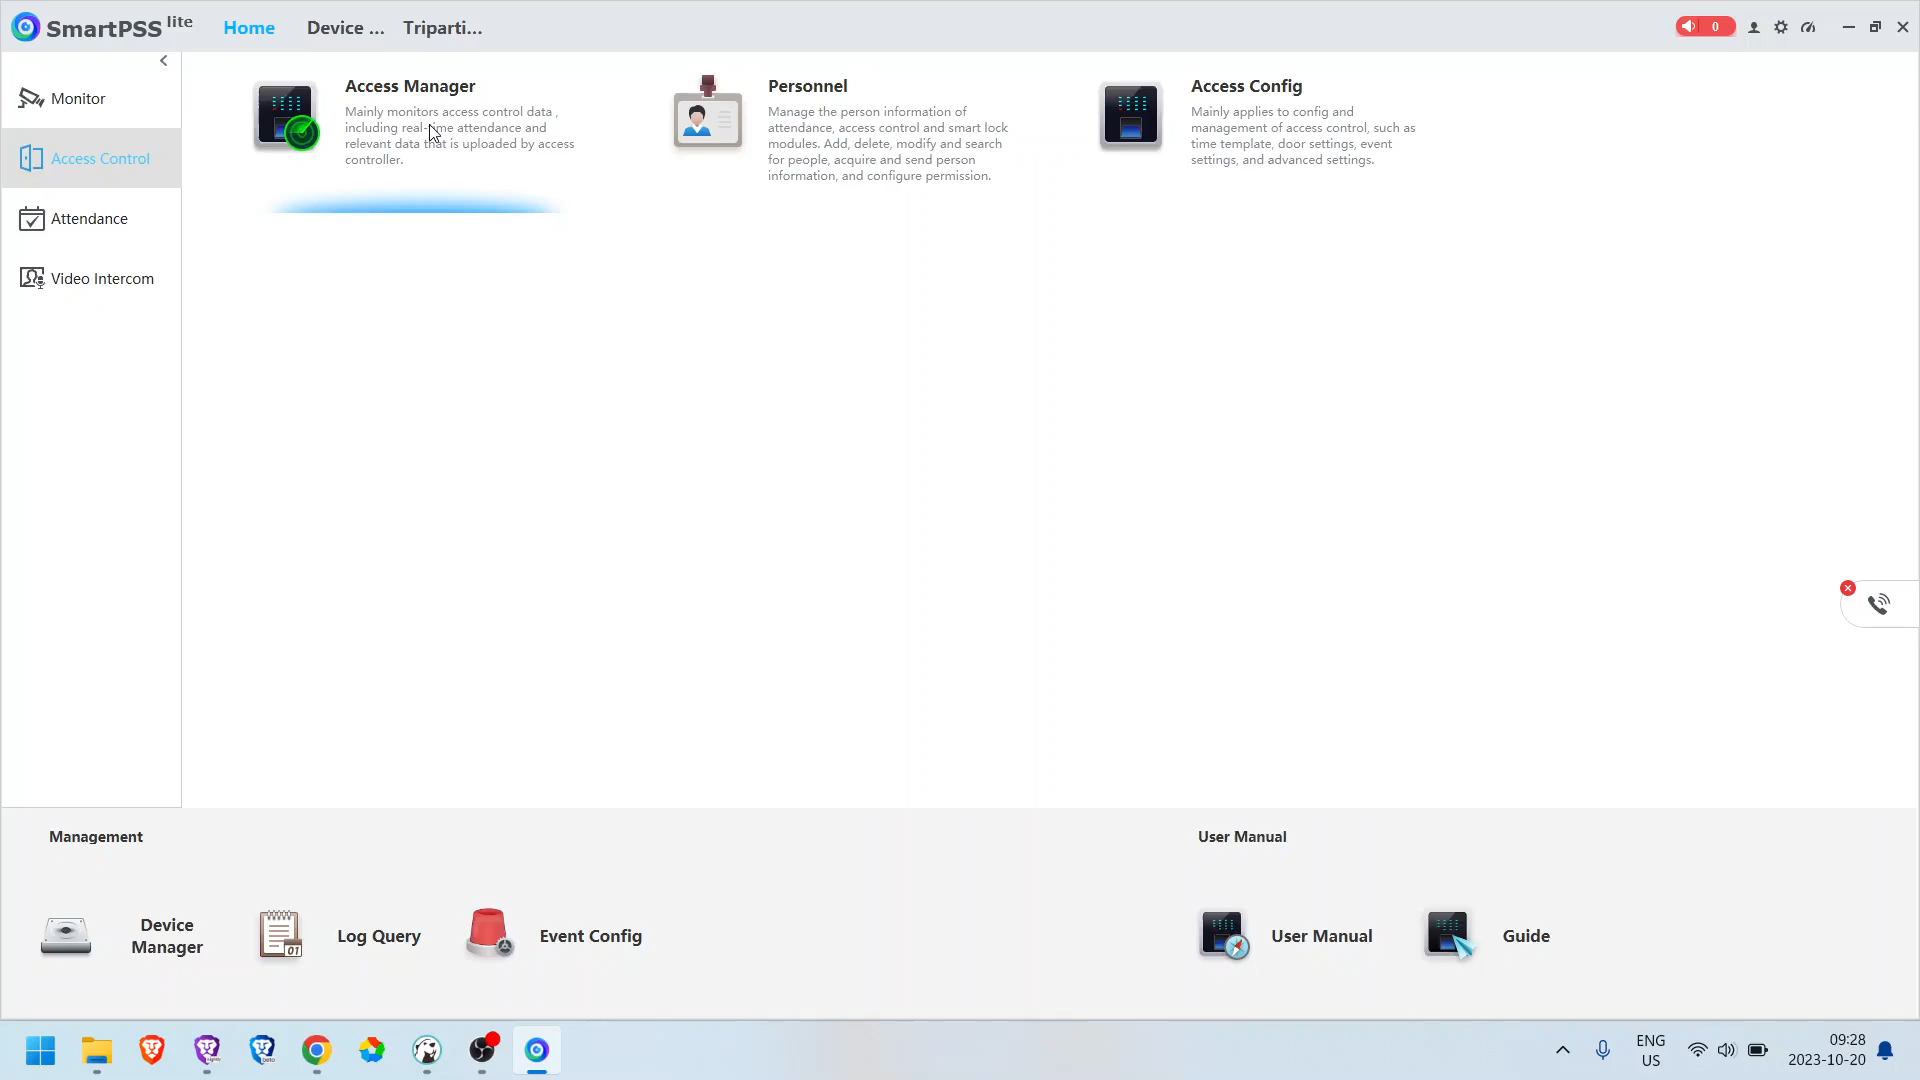 SmartPSS lite
Home
Device ...
Triparti...
0
Monitor
Access Control
Attendance
Video Intercom
Access Manager
Mainly monitors access control data ,
including real-time attendance and
relevant data that is uploaded by access
controller.
Personnel
Manage the person information of
attendance, access control and smart lock
modules. Add, delete, modify and search
for people, acquire and send person
information, and configure permission.
Access Config
Mainly applies to config and
management of access control, such as
time template, door settings, event
settings, and advanced settings.
Management
Device
Manager
01
Log Query
Event Config
User Manual
User Manual
Guide
ENG
US
09:28
2023-10-20